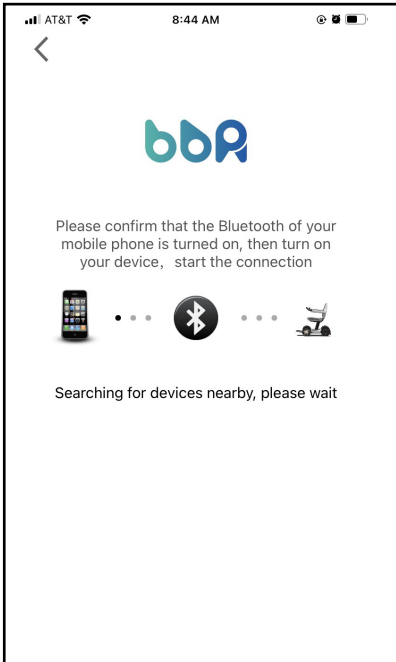 AT&T 8:44 AM
bbR
Please confirm that the Bluetooth of your
mobile phone is turned on, then turn on
your device, start the connection
Searching for devices nearby, please wait